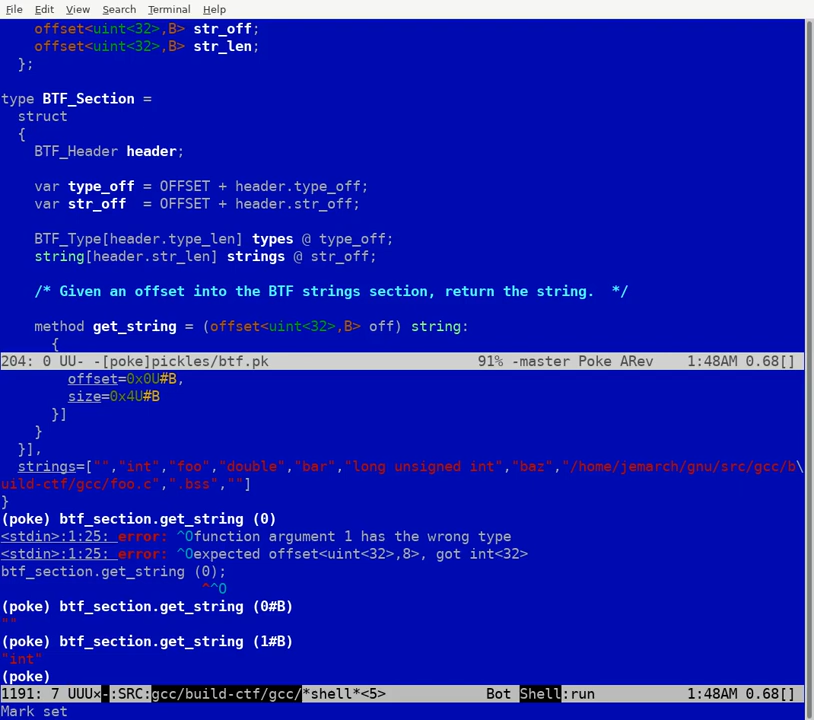 File Edit View Search Terminal Help
    offset<uint<32>,B> str_off;
    offset<uint<32>,B> str_len;
  };
type BTF_Section =
  struct
  {
    BTF_Header header;
    var type_off = OFFSET + header.type_off;
    var str_off  = OFFSET + header.str_off;
    BTF_Type[header.type_len] types @ type_off;
    string[header.str_len] strings @ str_off;
    /* Given an offset into the BTF strings section, return the string.  */
    method get_string = (offset<uint<32>,B> off) string:
      {
204: 0 UU- -[poke]pickles/btf.pk                         91% -master Poke ARev    1:48AM 0.68[]
        offset=0x0U#B,
        size=0x4U#B
      }]
    }
  }],
  strings=["","int","foo","double","bar","long unsigned int","baz","/home/jemarch/gnu/src/gcc/b\
uild-ctf/gcc/foo.c",".bss",""]
}
(poke) btf_section.get_string (0)
<stdin>:1:25: error: ^Ofunction argument 1 has the wrong type
<stdin>:1:25: error: ^Oexpected offset<uint<32>,8>, got int<32>
btf_section.get_string (0);
                        ^^O
(poke) btf_section.get_string (0#B)
""
(poke) btf_section.get_string (1#B)
"int"
(poke)
1191: 7 UUU×-:SRC:gcc/build-ctf/gcc/*shell*<5>            Bot Shell:run           1:48AM 0.68[]
Mark set